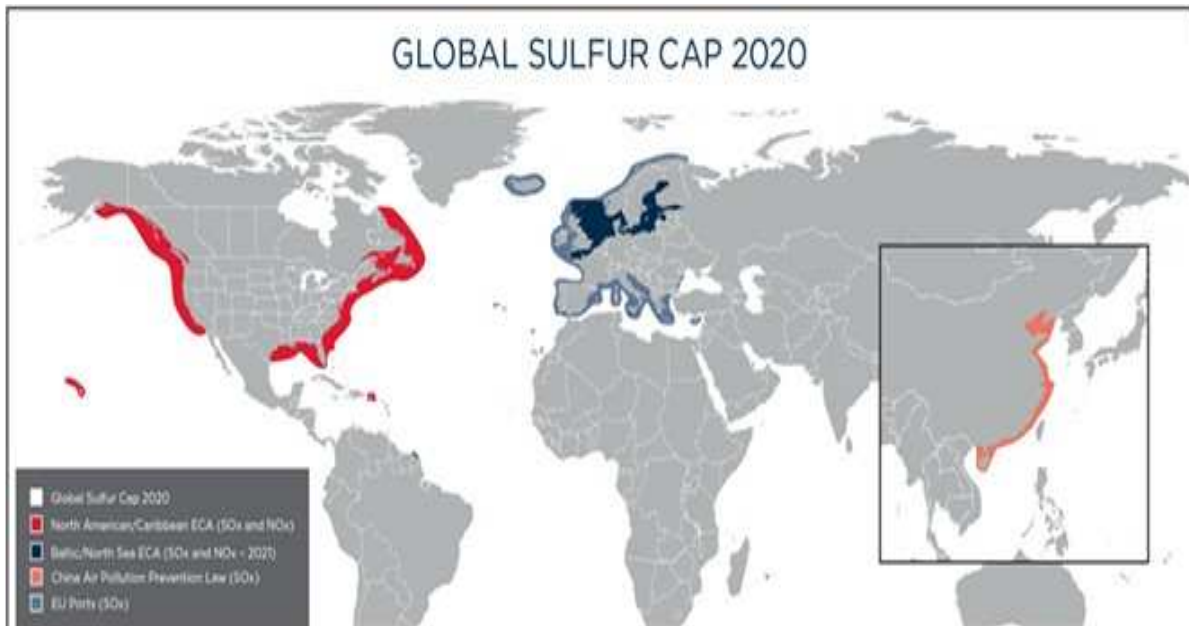 GLOBAL SULFUR CAP 2020
Global Sulfur Cap 2020
North American/Caribbean ECA (SOx and NOx)
Baltic/North Sea ECA (SOx and NOx - 2021)
China Air Pollution Prevention Law (SOx)
EU Ports (SOx)